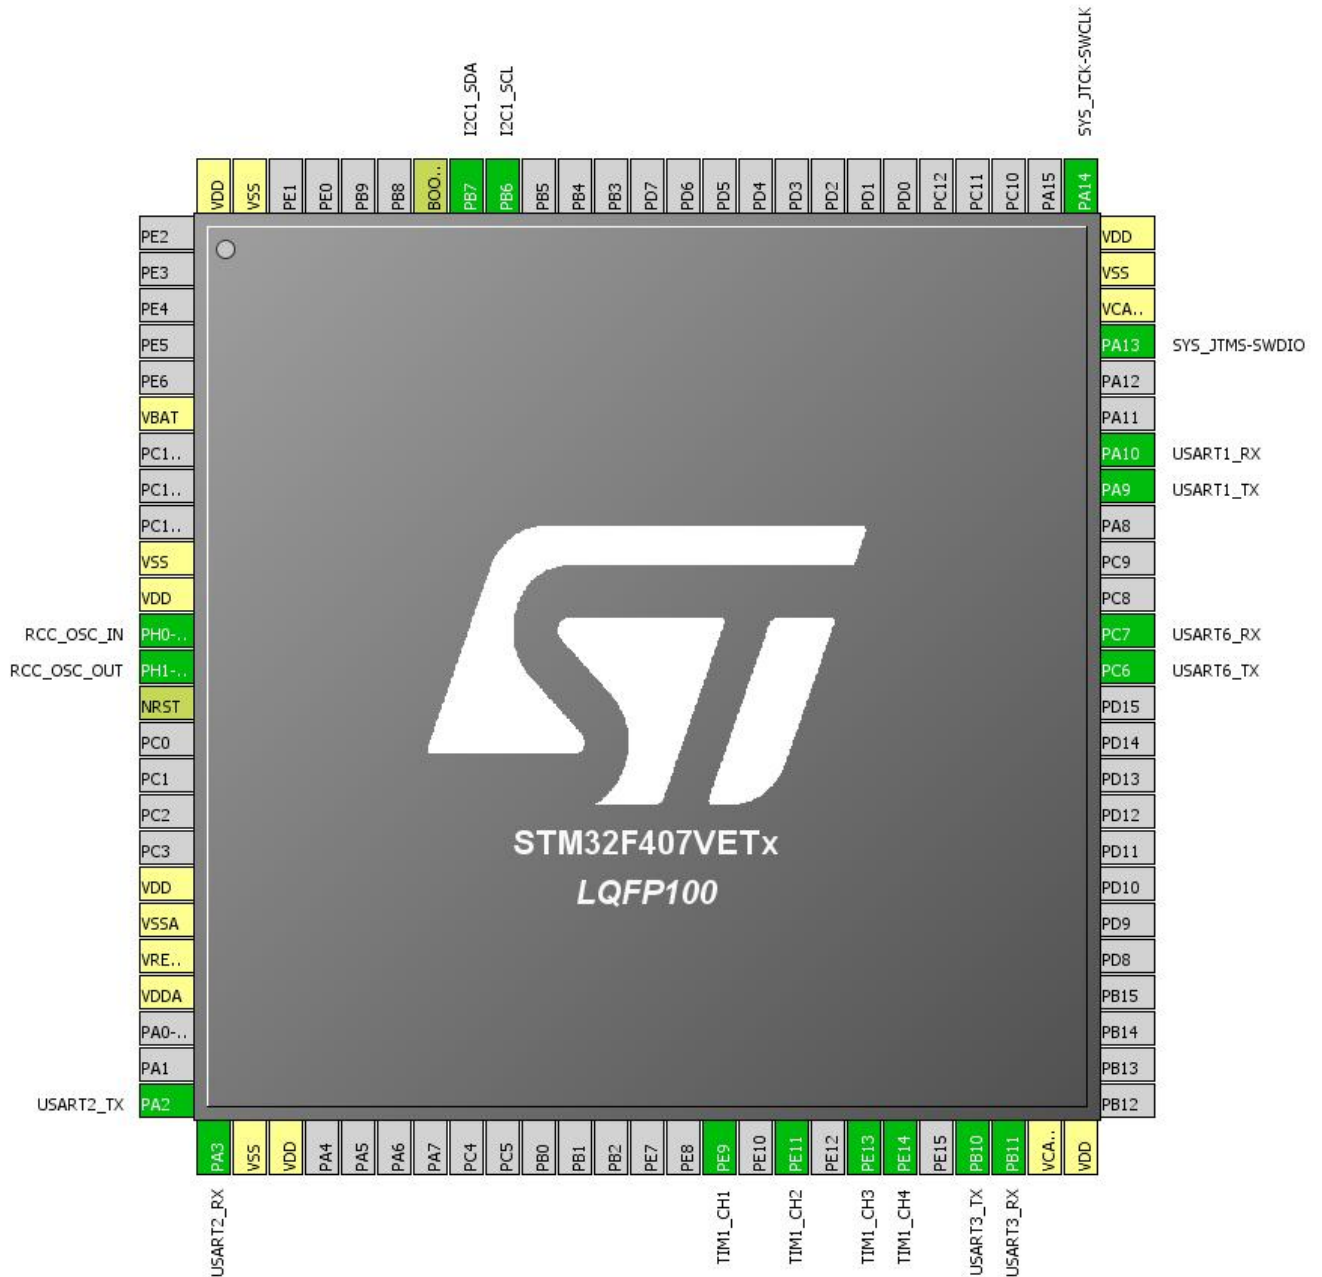 I2C1_SDA
I2C1_SCL
SYS_JTCK-SWCLK
VDD
VSS
PE1
PE0
PB9
PB8
BOO..
PB7
PB6
PB5
PB4
PB3
PD7
PD6
PD5
PD4
PD3
PD2
PD1
PD0
PC12
PC11
PC10
PA15
PA14
PE2
PE3
PE4
PE5
PE6
VBAT
PC1..
PC1..
PC1..
VSS
VDD
RCC_OSC_IN PH0-..
RCC_OSC_OUT PH1-..
NRST
PC0
PC1
PC2
PC3
VDD
VSSA
VRE..
VDDA
PA0-..
PA1
USART2_TX PA2
ST
STM32F407VETx
LQFP100
VDD
VSS
VCA..
PA13 SYS_JTMS-SWDIO
PA12
PA11
PA10 USART1_RX
PA9 USART1_TX
PA8
PC9
PC8
PC7 USART6_RX
PC6 USART6_TX
PD15
PD14
PD13
PD12
PD11
PD10
PD9
PD8
PB15
PB14
PB13
PB12
PA3
VSS
VDD
PA4
PA5
PA6
PA7
PC4
PC5
PB0
PB1
PB2
PE7
PE8
PE9
PE10
PE11
PE12
PE13
PE14
PE15
PB10
PB11
VCA..
VDD
USART2_RX
TIM1_CH1
TIM1_CH2
TIM1_CH3
TIM1_CH4
USART3_TX
USART3_RX